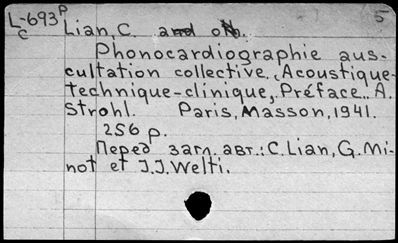 L-693р 5
c
Lian, C. and oth.
Phonocardiographie aus-
cultation collective. Acoustique-
technique-clinique, Préface A.
Strohl. Paris, Masson, 1941.
256 p.
Перед загл. авт.: C. Lian, G. Mi-
not et J.J. Welti.